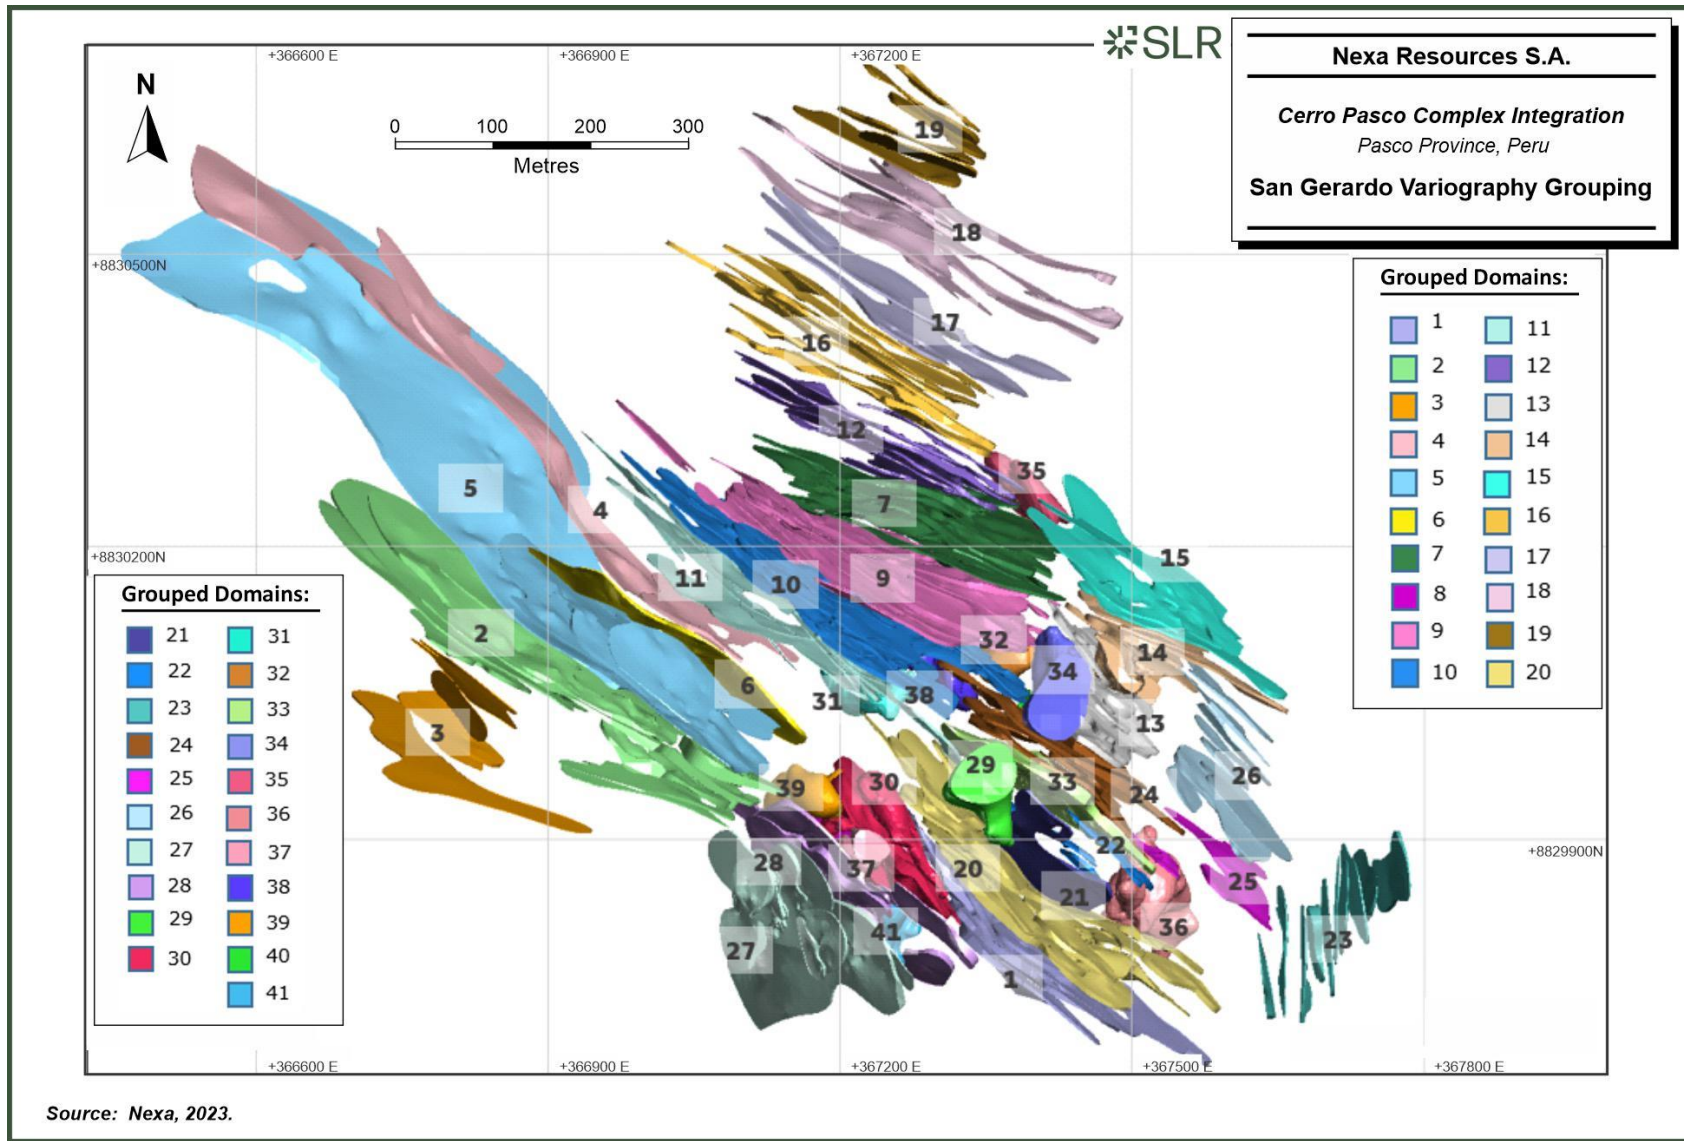 SLR
Nexa Resources S.A.
Cerro Pasco Complex Integration
Pasco Province, Peru
San Gerardo Variography Grouping
+366600 E
+366900 E
+367200 E
N
0 100 200 300
Metres
+8830500N
+8830200N
+8829900N
19
18
17
16
12
35
7
5
4
15
11
10
9
2
32
14
34
6
31
38
13
3
29
26
39
30
33
24
22
28
37
20
25
21
36
41
23
27
1
Grouped Domains:
1 11
2 12
3 13
4 14
5 15
6 16
7 17
8 18
9 19
10 20
Grouped Domains:
21 31
22 32
23 33
24 34
25 35
26 36
27 37
28 38
29 39
30 40
41
+366600 E
+366900 E
+367200 E
+367500 E
+367800 E
Source: Nexa, 2023.